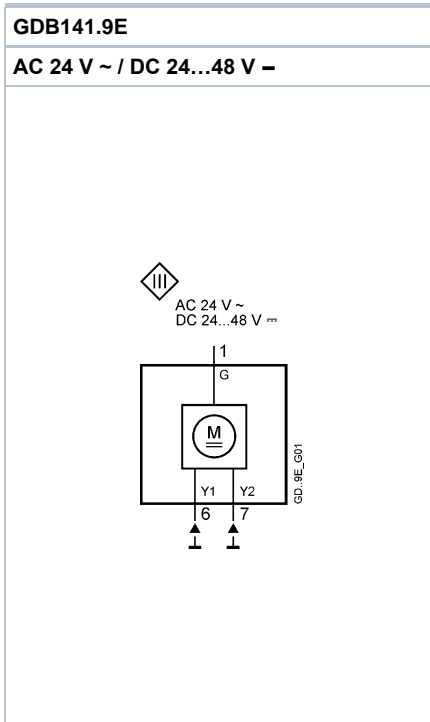 GDB141.9E
AC 24 V ~ / DC 24…48 V ⎓
III
AC 24 V ~
DC 24...48 V ⎓
1
G
M
Y1 Y2
6 7
GD..9E_G01